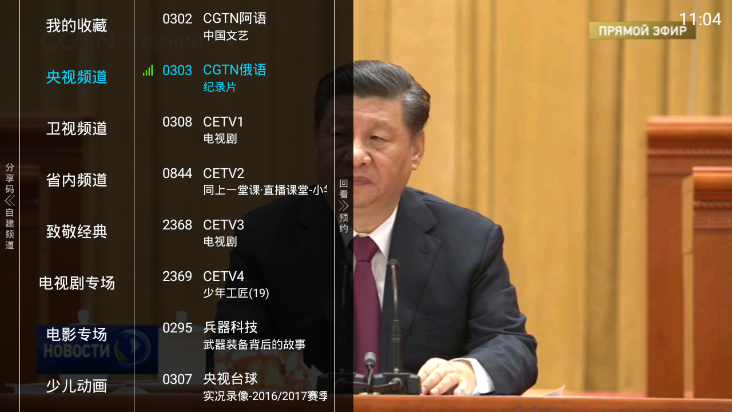 我的收藏
央视频道
卫视频道
省内频道
致敬经典
电视剧专场
电影专场
少儿动画
分享码
自建频道
0302 CGTN阿语
中国文艺
0303 CGTN俄语
纪录片
0308 CETV1
电视剧
0844 CETV2
同上一堂课·直播课堂-小
2368 CETV3
电视剧
2369 CETV4
少年工匠(19)
0295 兵器科技
武器装备背后的故事
0307 央视台球
实况录像-2016/2017赛季
回看
预约
11:04
ПРЯМОЙ ЭФИР
CGTN РУССКИЙ
НОВОСТИ